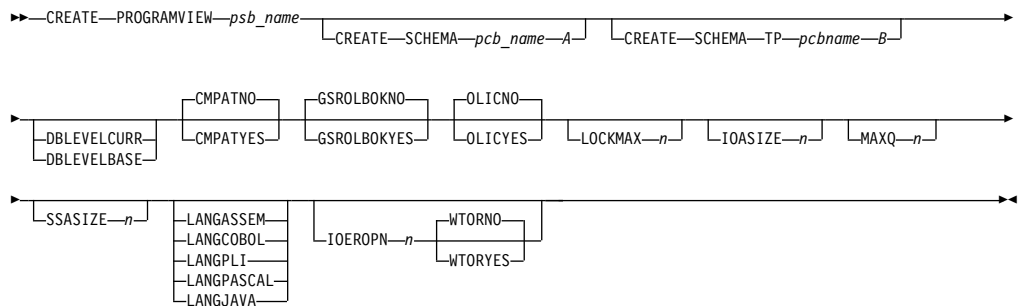 CREATE PROGRAMVIEW psb_name
CREATE SCHEMA pcb_name A
CREATE SCHEMA TP pcbname B
DBLEVELCURR
DBLEVELBASE
CMPATNO
CMPATYES
GSROLBOKNO
GSROLBOKYES
OLICNO
OLICYES
LOCKMAX n
IOASIZE n
MAXQ n
SSASIZE n
LANGASSEM
LANGCOBOL
LANGPLI
LANGPASCAL
LANGJAVA
IOEROPN n
WTORNO
WTORYES